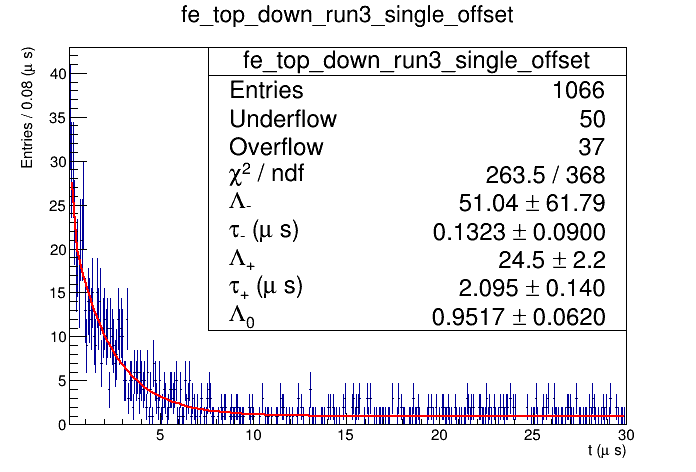 fe_top_down_run3_single_offset
fe_top_down_run3_single_offset
Entries 1066
Underflow 50
Overflow 37
χ² / ndf 263.5 / 368
Λ₋ 51.04 ± 61.79
τ₋ (μ s) 0.1323 ± 0.0900
Λ₊ 24.5 ± 2.2
τ₊ (μ s) 2.095 ± 0.140
Λ₀ 0.9517 ± 0.0620
Entries / 0.08 (μ s)
40
35
30
25
20
15
10
5
0
5 10 15 20 25 30
t (μ s)